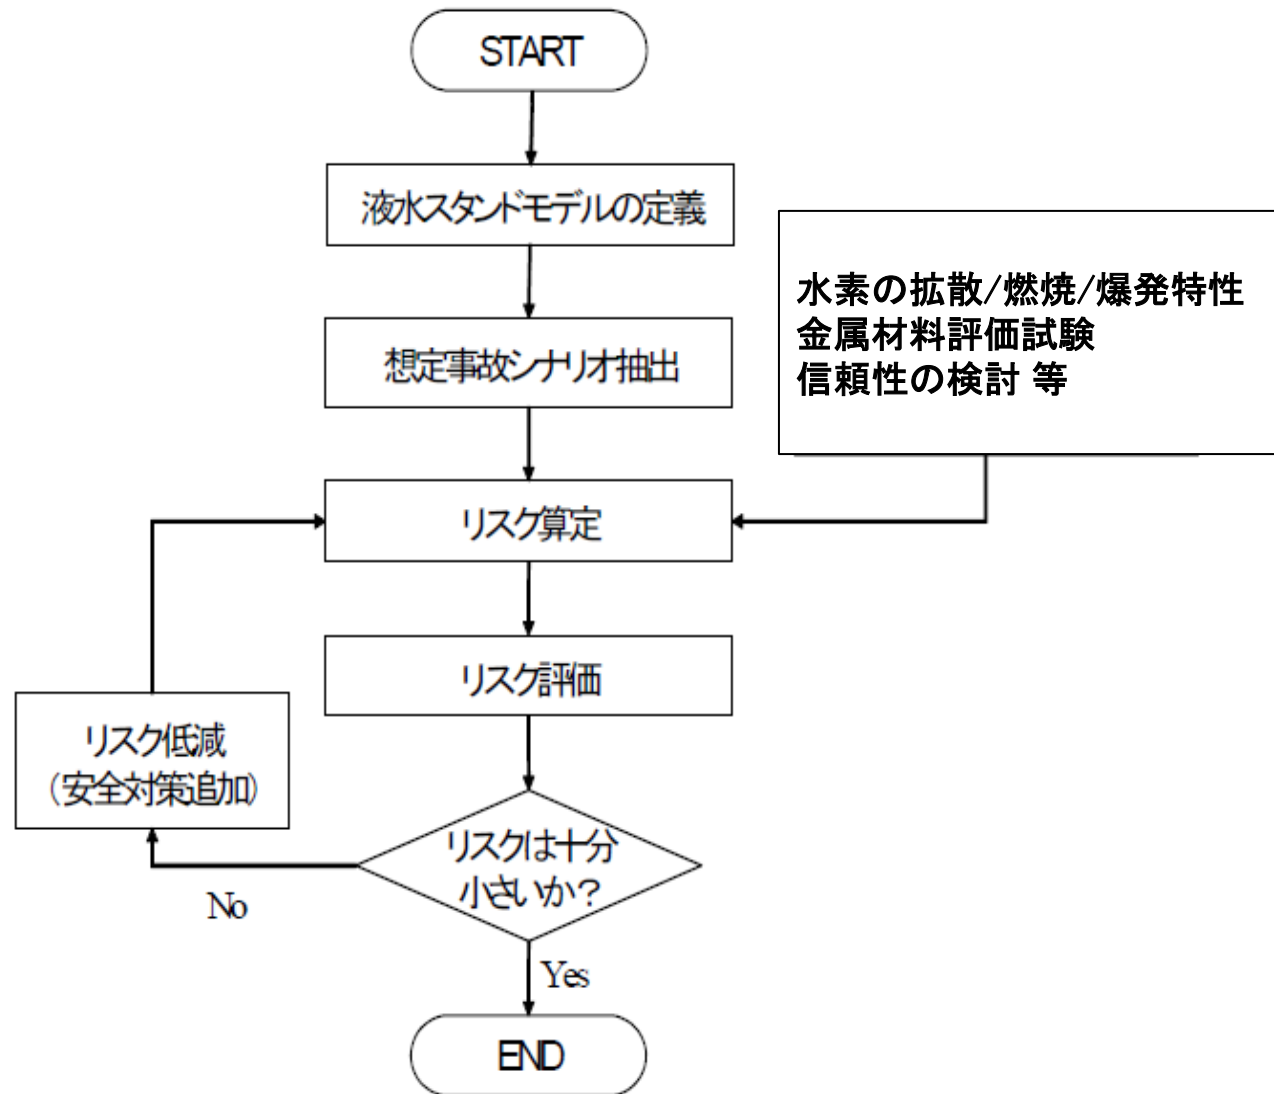 START
液水スタンドモデルの定義
水素の拡散/燃焼/爆発特性
金属材料評価試験
信頼性の検討 等
想定事故シナリオ抽出
リスク算定
リスク評価
リスク低減
（安全対策追加）
リスクは十分
小さいか？
No
Yes
END